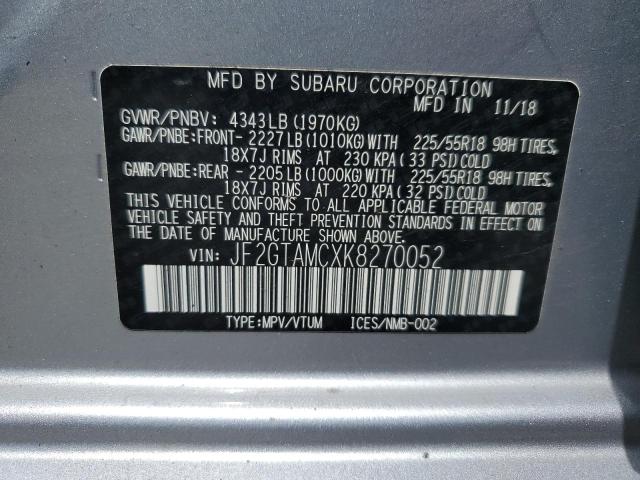 MFD BY SUBARU CORPORATION
MFD IN 11/18
GVWR/PNBV: 4343LB(1970KG)
GAWR/PNBE:FRONT- 2227LB(1010KG)WITH 225/55R18 98H TIRES,
18X7J RIMS AT 230 KPA(33 PSI)COLD
GAWR/PNBE:REAR - 2205LB(1000KG)WITH 225/55R18 98H TIRES,
18X7J RIMS AT 220 KPA(32 PSI)COLD
THIS VEHICLE CONFORMS TO ALL APPLICABLE FEDERAL MOTOR
VEHICLE SAFETY AND THEFT PREVENTION STANDARDS IN EFFECT
ON THE DATE OF MANUFACTURE SHOWN ABOVE.
VIN: JF2GTAMCXK8270052
TYPE:MPV/VTUM ICES/NMB-002